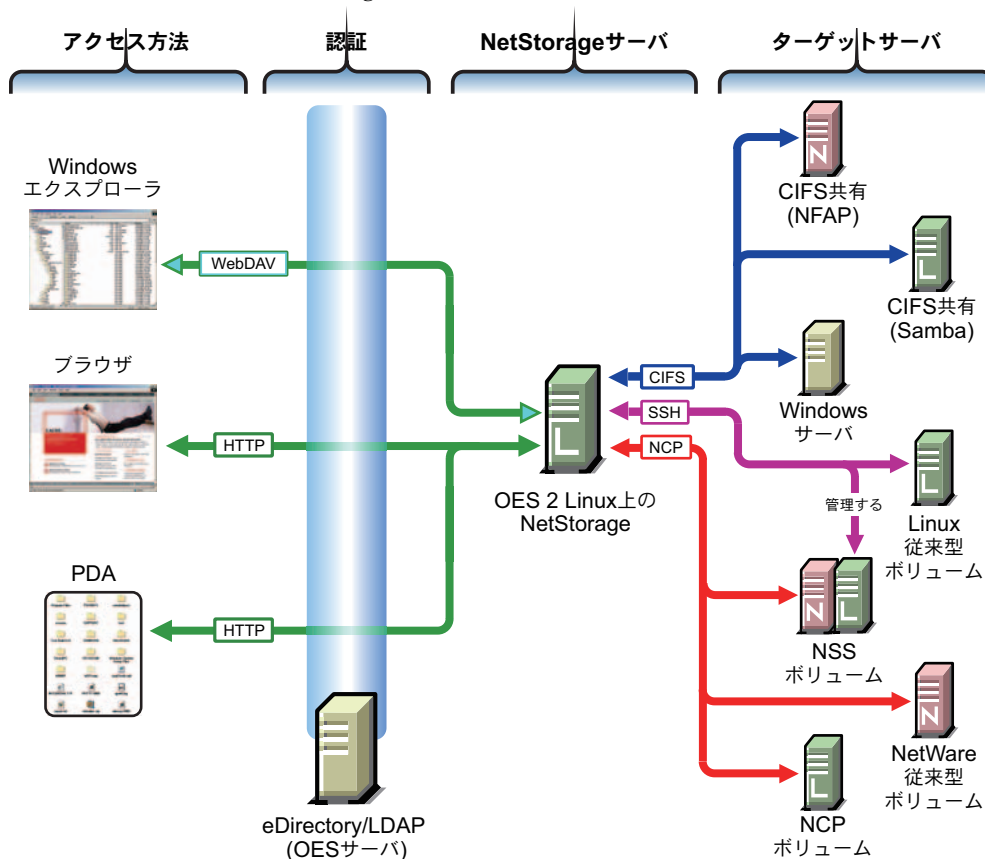 アクセス方法
認証
NetStorageサーバ
ターゲットサーバ
Windows
エクスプローラ
WebDAV
ブラウザ
HTTP
PDA
HTTP
eDirectory/LDAP
(OESサーバ)
OES 2 Linux上の
NetStorage
CIFS
SSH
NCP
CIFS共有
(NFAP)
CIFS共有
(Samba)
Windows
サーバ
管理する
Linux
従来型
ボリューム
NSS
ボリューム
NetWare
従来型
ボリューム
NCP
ボリューム
N
L
L
L
L
N
L
N
L